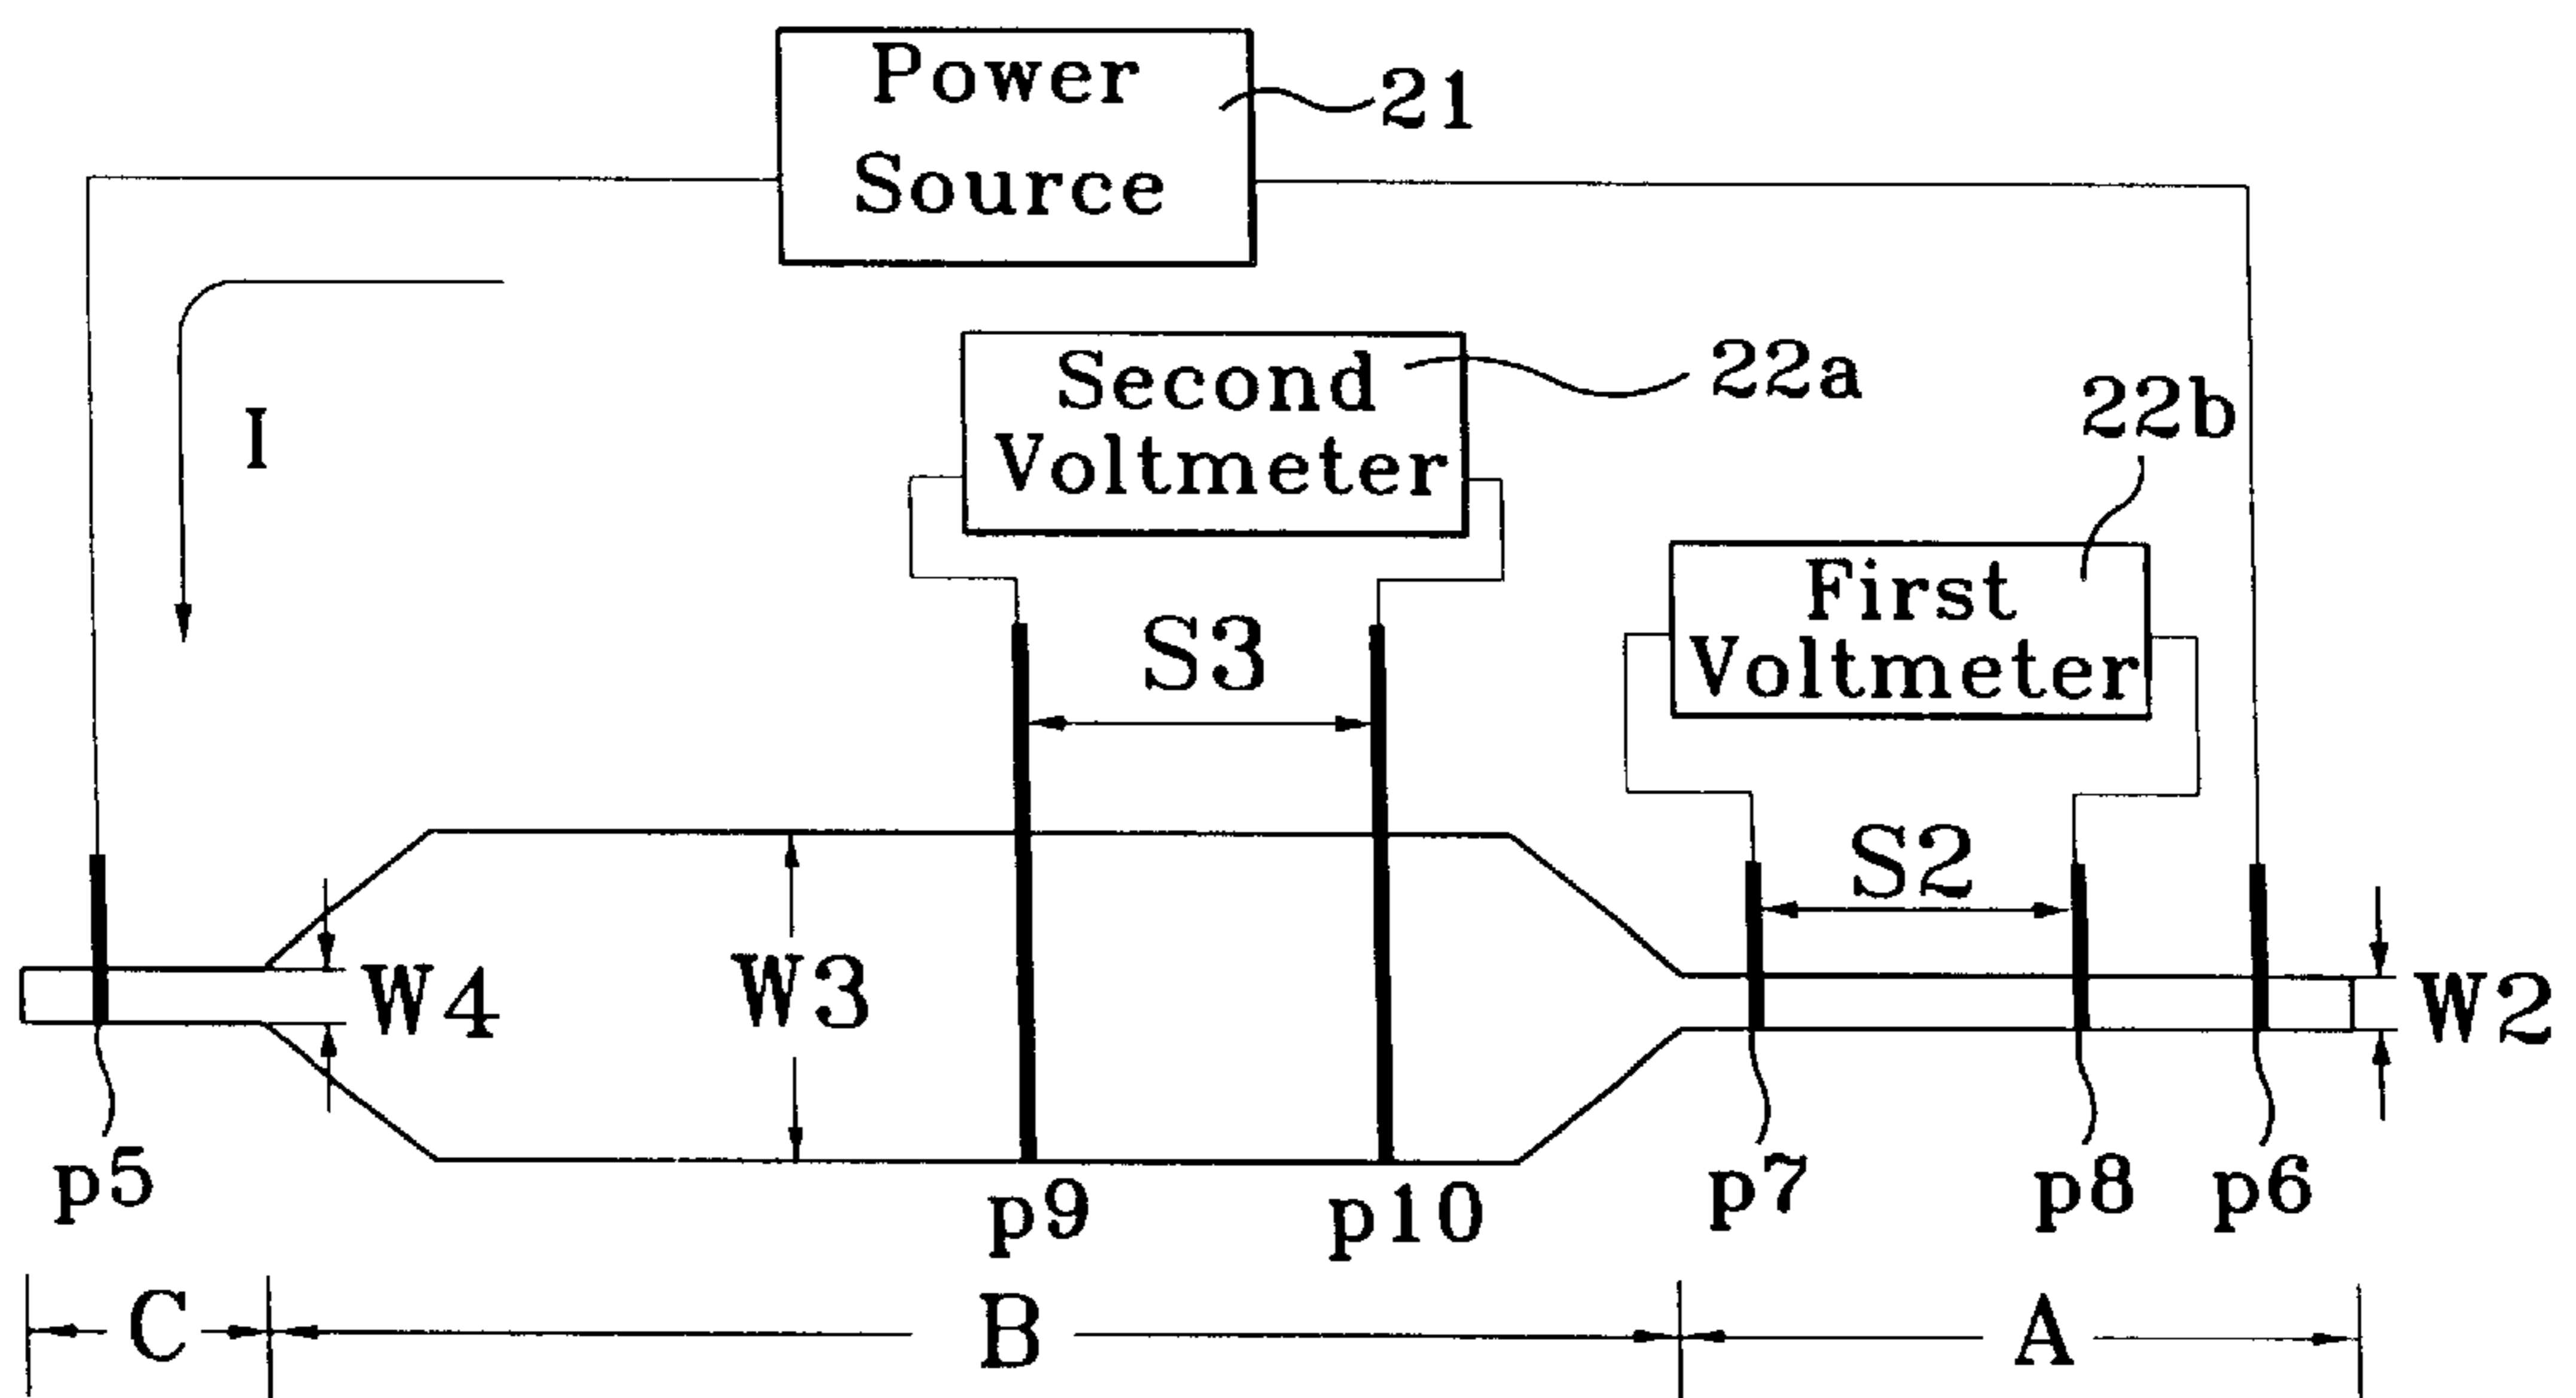 Power
Source
21
I
Second
Voltmeter
22a
22b
First
Voltmeter
S3
S2
W4
W3
W2
p5
p9
p10
p7
p8
p6
C
B
A